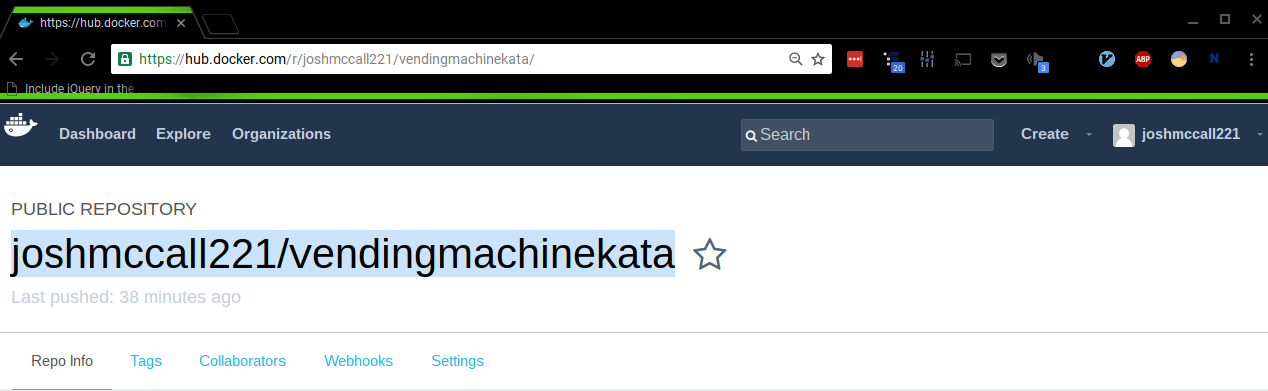 https://hub.docker.com
https://hub.docker.com/r/joshmccall221/vendingmachinekata/
20
3
ABP
N
Include jQuery in the
Dashboard
Explore
Organizations
Search
Create
joshmccall221
PUBLIC REPOSITORY
joshmccall221/vendingmachinekata
Last pushed: 38 minutes ago
Repo Info
Tags
Collaborators
Webhooks
Settings